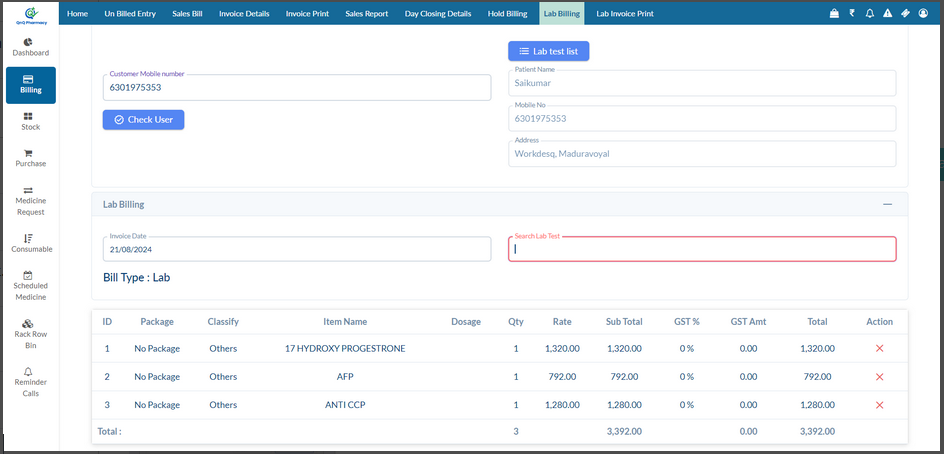 QnQ Pharmacy
Home Un Billed Entry Sales Bill Invoice Details Invoice Print Sales Report Day Closing Details Hold Billing Lab Billing Lab Invoice Print
Dashboard
Billing
Stock
Purchase
Medicine
Request
Consumable
Scheduled
Medicine
Rack Row
Bin
Reminder
Calls
Lab test list
Customer Mobile number
6301975353
Check User
Patient Name
Saikumar
Mobile No
6301975353
Address
Workdesq, Maduravoyal
Lab Billing
Invoice Date
21/08/2024
Search Lab Test
Bill Type : Lab
ID Package Classify Item Name Dosage Qty Rate Sub Total GST % GST Amt Total Action
1 No Package Others 17 HYDROXY PROGESTRONE 1 1,320.00 1,320.00 0 % 0.00 1,320.00
2 No Package Others AFP 1 792.00 792.00 0 % 0.00 792.00
3 No Package Others ANTI CCP 1 1,280.00 1,280.00 0 % 0.00 1,280.00
Total : 3 3,392.00 0.00 3,392.00